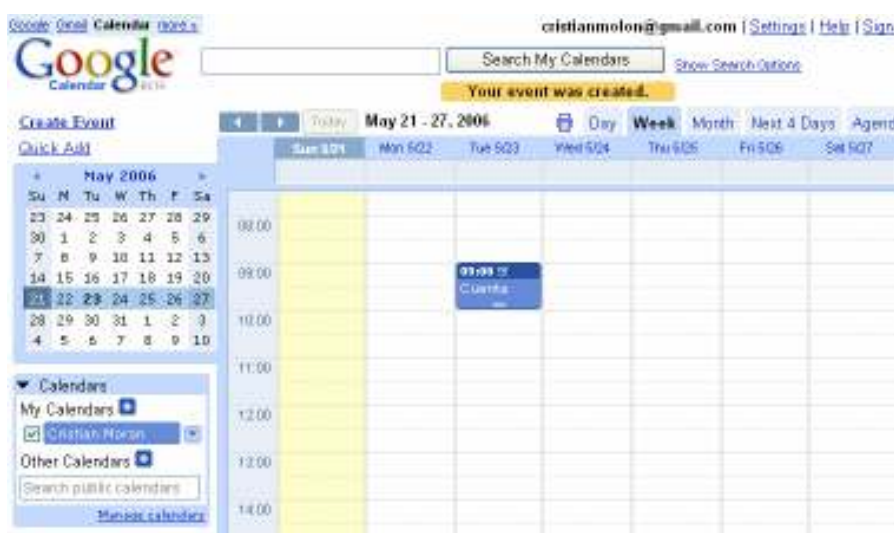 Google Gmail Calendar more »
cristianmolon@gmail.com | Settings | Help | Sign
Google
Calendar BETA
Search My Calendars
Show Search Options
Your event was created.
Create Event
Quick Add
Today
May 21 - 27, 2006
Day Week Month Next 4 Days Agend
Sun 5/21 Mon 5/22 Tue 5/23 Wed 5/24 Thu 5/25 Fri 5/26 Sat 5/27
« May 2006 »
Su M Tu W Th F Sa
23 24 25 26 27 28 29
30 1 2 3 4 5 6
7 8 9 10 11 12 13
14 15 16 17 18 19 20
21 22 23 24 25 26 27
28 29 30 31 1 2 3
4 5 6 7 8 9 10
08:00
09:00
10:00
11:00
12:00
13:00
14:00
09:00
Cuenta
Calendars
My Calendars
Cristian Moron
Other Calendars
Search public calendars
Manage calendars